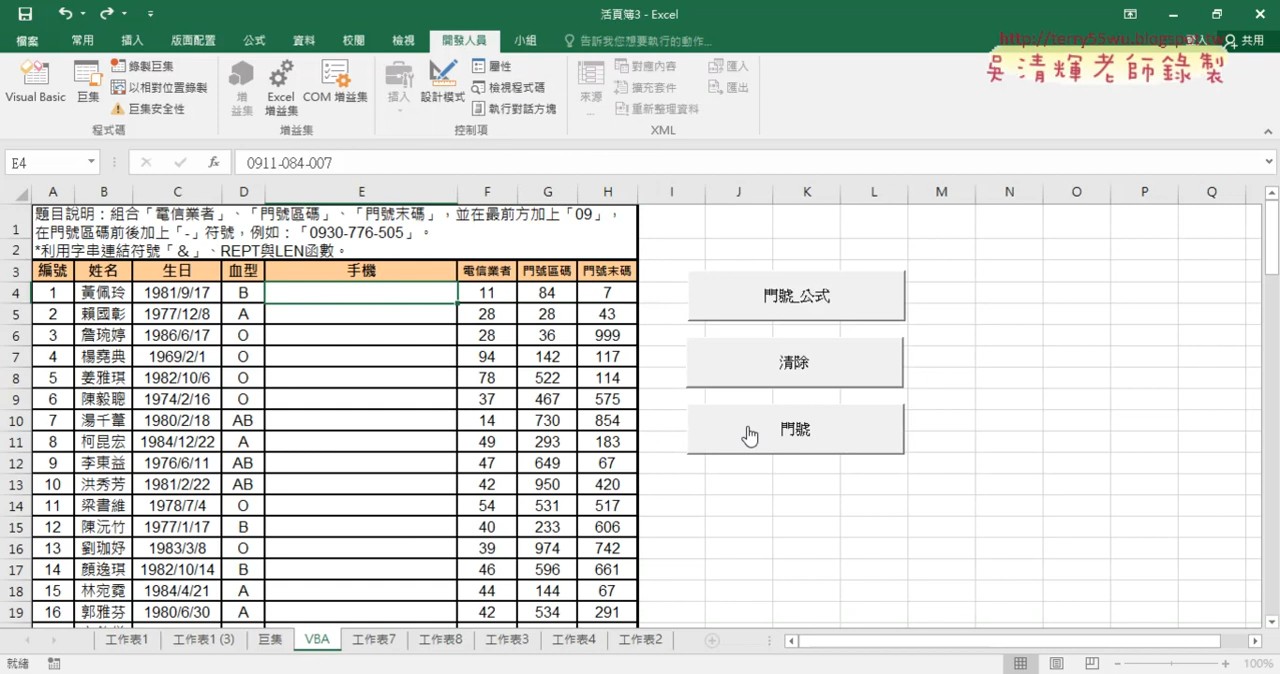 活頁簿3 - Excel
檔案 常用 插入 版面配置 公式 資料 校閱 檢視 開發人員 小組 告訴我您想要執行的動作... 共用
http://terry55wu.blogspot.tw
吳清輝老師錄製
Visual Basic 巨集 錄製巨集 以相對位置錄製 巨集安全性
增益集 Excel 增益集 COM 增益集
插入 設計模式 屬性 檢視程式碼 執行對話方塊
來源 對應內容 擴充套件 重新整理資料 匯入 匯出
程式碼 增益集 控制項 XML
E4 fx 0911-084-007
A B C D E F G H I J K L M N O P Q
1 題目說明：組合「電信業者」、「門號區碼」、「門號末碼」，並在最前方加上「09」，
在門號區碼前後加上「-」符號，例如：「0930-776-505」。
2 *利用字串連結符號「&」、REPT與LEN函數。
3 編號 姓名 生日 血型 手機 電信業者 門號區碼 門號末碼
4 1 黃佩玲 1981/9/17 B 11 84 7
5 2 賴國彰 1977/12/8 A 28 28 43
6 3 詹琬婷 1986/6/17 O 28 36 999
7 4 楊堯典 1969/2/1 O 94 142 117
8 5 姜雅琪 1982/10/6 O 78 522 114
9 6 陳毅聰 1974/2/16 O 37 467 575
10 7 湯千葦 1980/2/18 AB 14 730 854
11 8 柯昆宏 1984/12/22 A 49 293 183
12 9 李東益 1976/6/11 AB 47 649 67
13 10 洪秀芳 1981/2/22 AB 42 950 420
14 11 梁書維 1978/7/4 O 54 531 517
15 12 陳沅竹 1977/1/17 B 40 233 606
16 13 劉珈妤 1983/3/8 O 39 974 742
17 14 顏逸琪 1982/10/14 B 46 596 661
18 15 林宛霓 1984/4/21 A 44 144 67
19 16 郭雅芬 1980/6/30 A 42 534 291
門號_公式
清除
門號
工作表1 工作表1 (3) 巨集 VBA 工作表7 工作表8 工作表3 工作表4 工作表2
就緒 100%